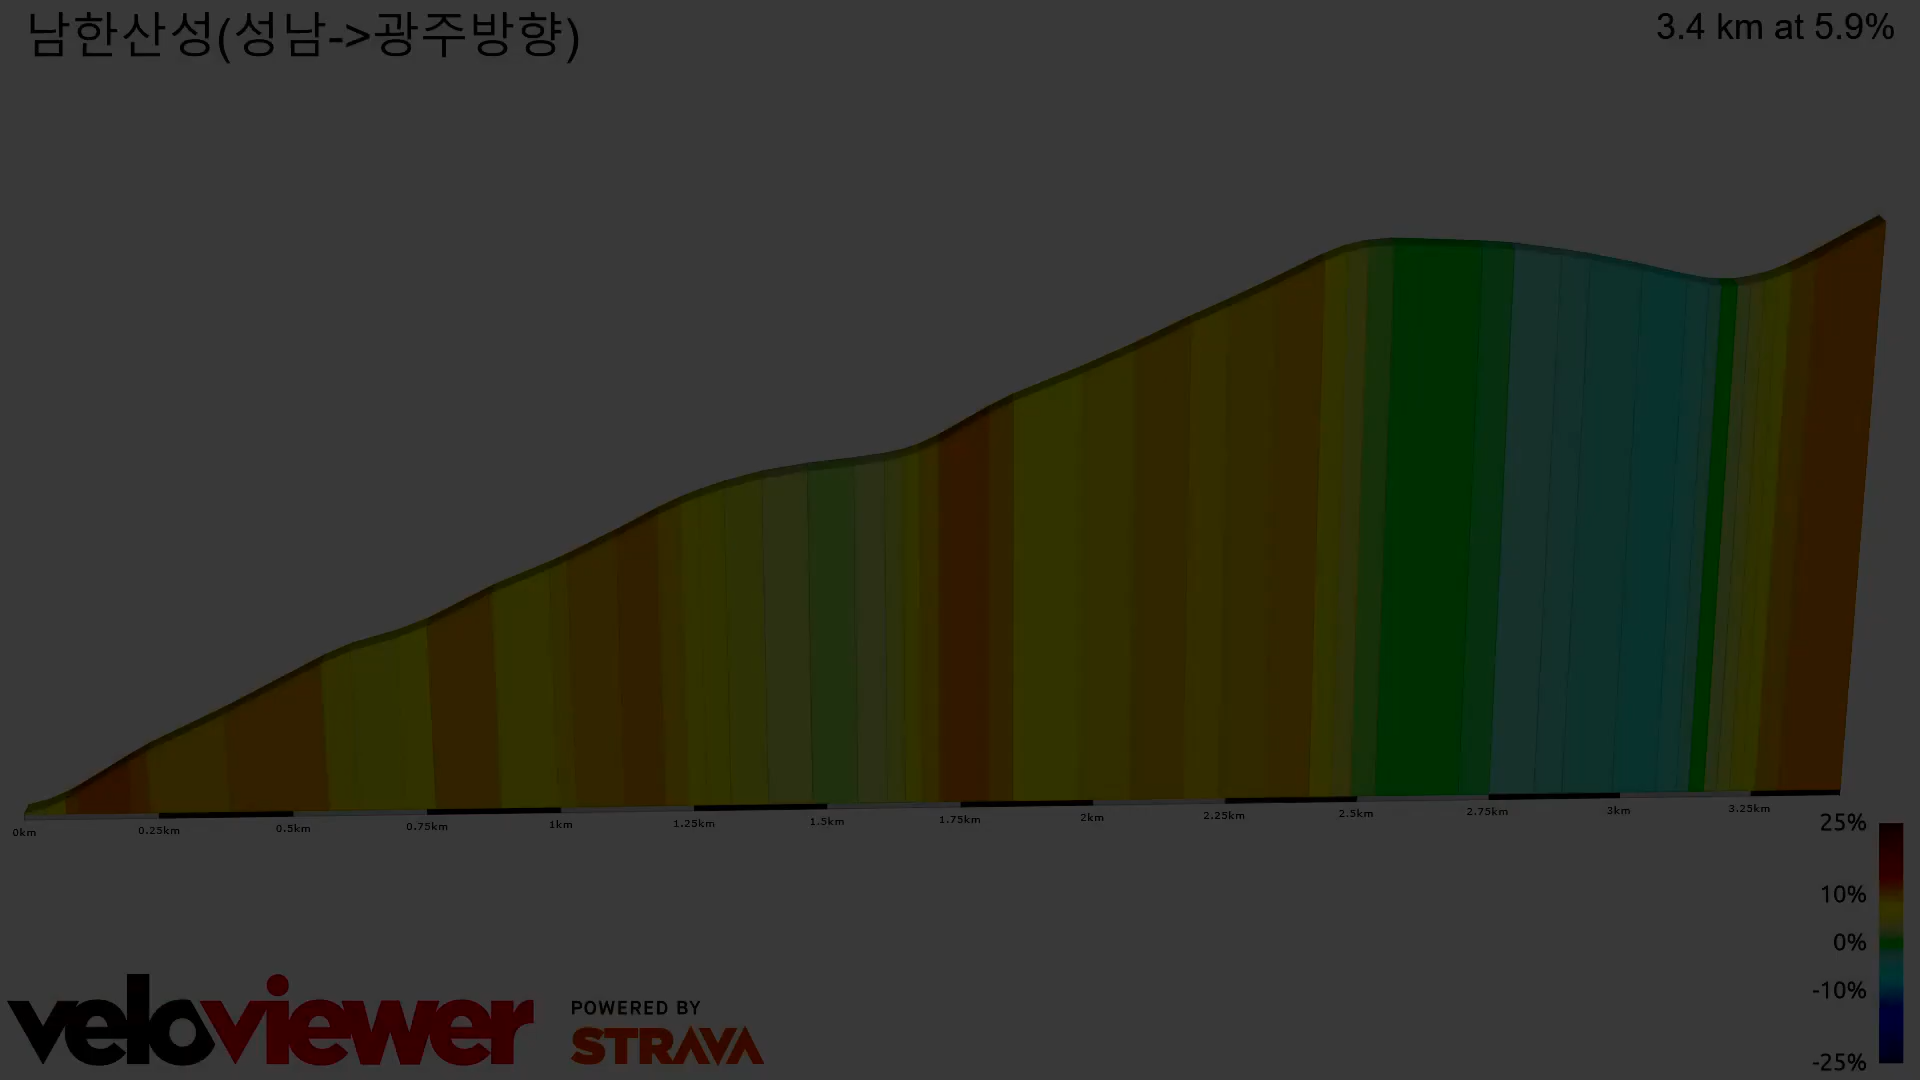 남한산성(성남->광주방향)
3.4 km at 5.9%
0km
0.25km
0.5km
0.75km
1km
1.25km
1.5km
1.75km
2km
2.25km
2.5km
2.75km
3km
3.25km
25%
10%
0%
-10%
-25%
veloviewer
POWERED BY
STRAVA